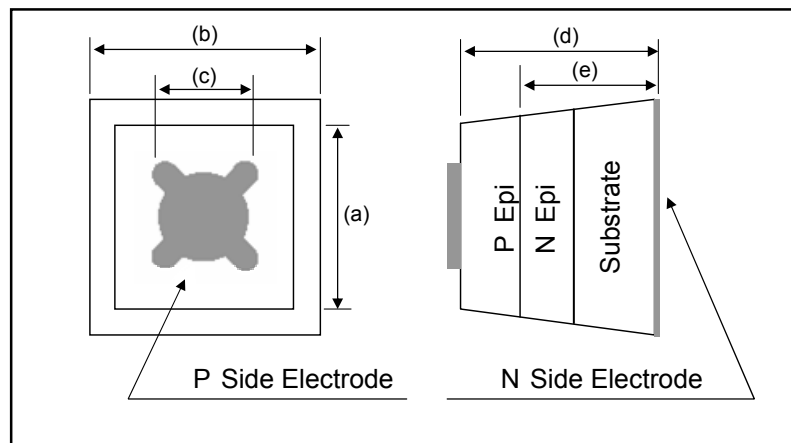 (b)
(c)
(a)
P Side Electrode
(d)
(e)
P Epi
N Epi
Substrate
N Side Electrode